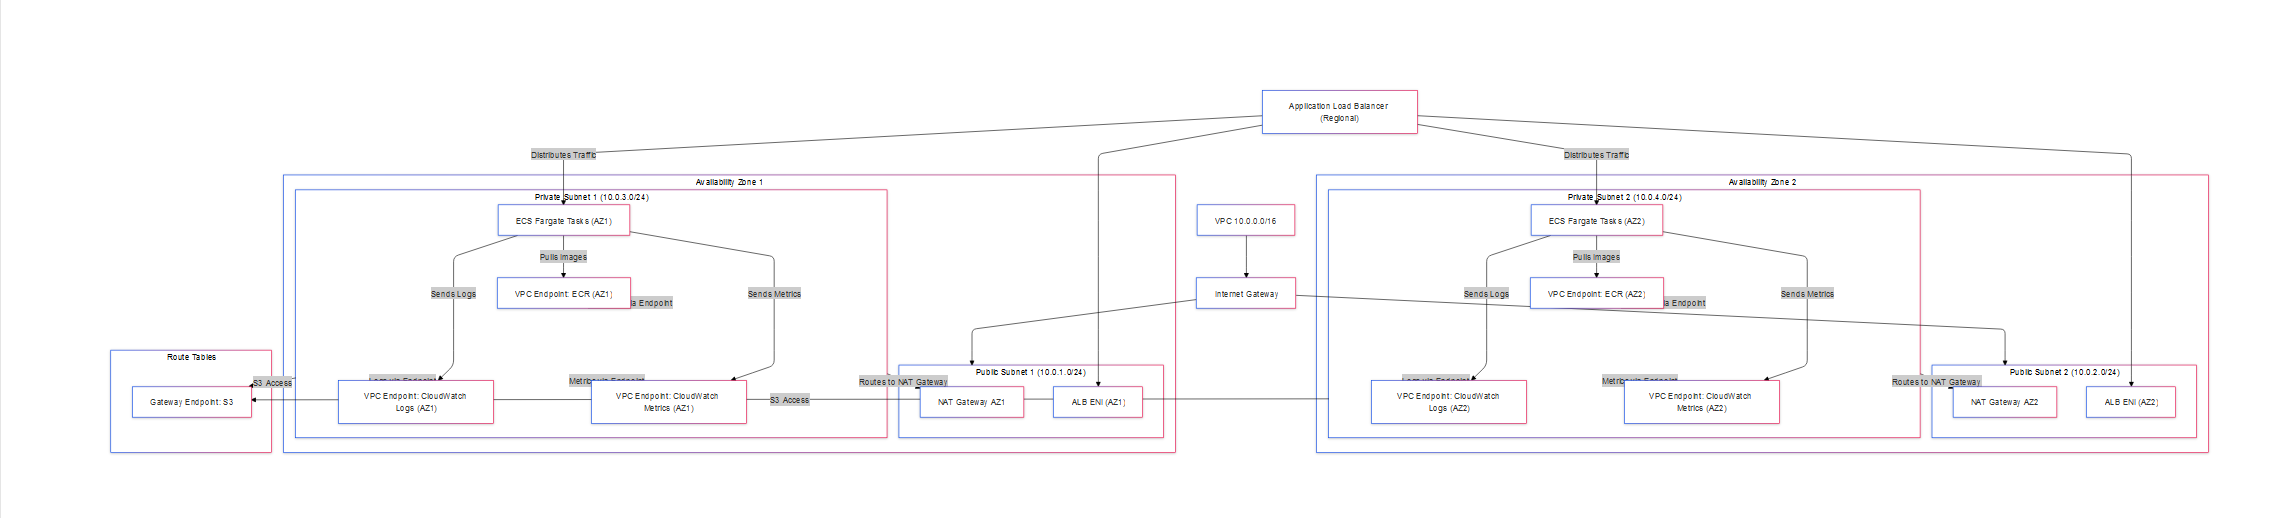 Application Load Balancer
(Regional)
Distributes Traffic
Distributes Traffic
Availability Zone 1
Availability Zone 2
Private Subnet 1 (10.0.3.0/24)
Private Subnet 2 (10.0.4.0/24)
ECS Fargate Tasks (AZ1)
VPC 10.0.0.0/16
ECS Fargate Tasks (AZ2)
Pulls Images
Pulls Images
Sends Logs
VPC Endpoint: ECR (AZ1)
Sends Metrics
Internet Gateway
Sends Logs
VPC Endpoint: ECR (AZ2)
Sends Metrics
Endpoint
Endpoint
Route Tables
Public Subnet 1 (10.0.1.0/24)
Public Subnet 2 (10.0.2.0/24)
S3 Access
Routes to NAT Gateway
Routes to NAT Gateway
Gateway Endpoint: S3
VPC Endpoint: CloudWatch
Logs (AZ1)
VPC Endpoint: CloudWatch
Metrics (AZ1)
S3 Access
NAT Gateway AZ1
ALB ENI (AZ1)
VPC Endpoint: CloudWatch
Logs (AZ2)
VPC Endpoint: CloudWatch
Metrics (AZ2)
NAT Gateway AZ2
ALB ENI (AZ2)